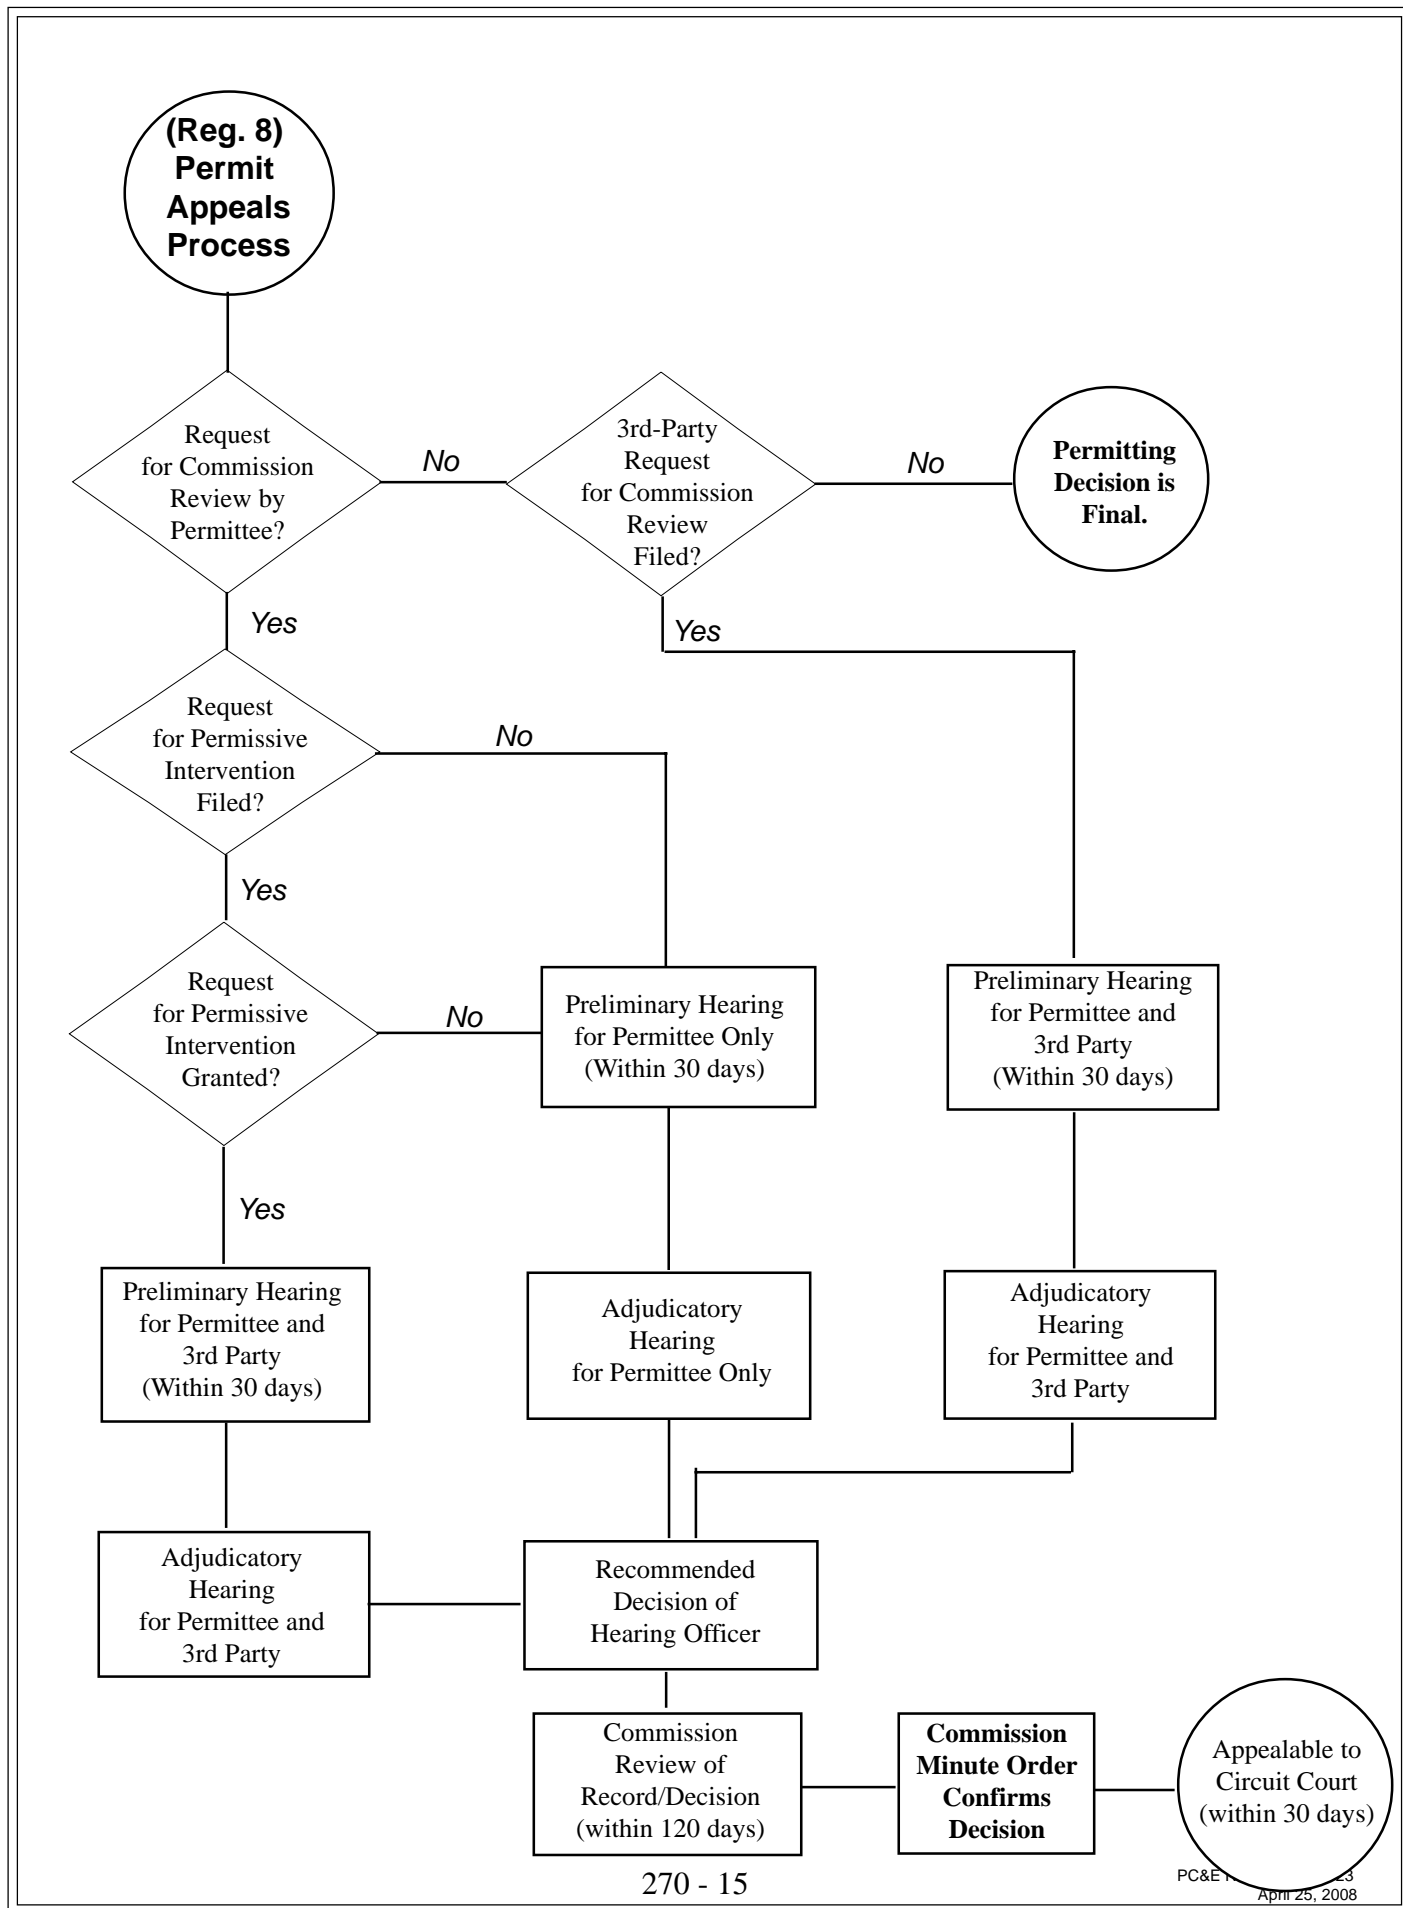 (Reg. 8)
Permit
Appeals
Process
Request
for Commission
Review by
Permittee?
No
3rd-Party
Request
for Commission
Review
Filed?
No
Permitting
Decision is
Final.
Yes
Yes
Request
for Permissive
Intervention
Filed?
No
Yes
Request
for Permissive
Intervention
Granted?
No
Preliminary Hearing
for Permittee Only
(Within 30 days)
Preliminary Hearing
for Permittee and
3rd Party
(Within 30 days)
Yes
Preliminary Hearing
for Permittee and
3rd Party
(Within 30 days)
Adjudicatory
Hearing
for Permittee Only
Adjudicatory
Hearing
for Permittee and
3rd Party
Adjudicatory
Hearing
for Permittee and
3rd Party
Recommended
Decision of
Hearing Officer
Commission
Review of
Record/Decision
(within 120 days)
Commission
Minute Order
Confirms
Decision
Appealable to
Circuit Court
(within 30 days)
270 - 15
PC&E
April 25, 2008